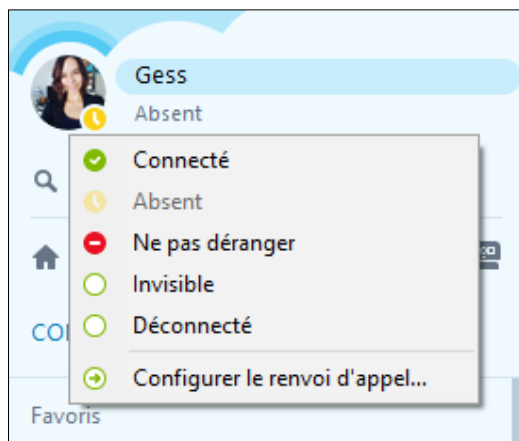 Gess
Absent
Connecté
Absent
Ne pas déranger
Invisible
Déconnecté
Configurer le renvoi d'appel...
Favoris